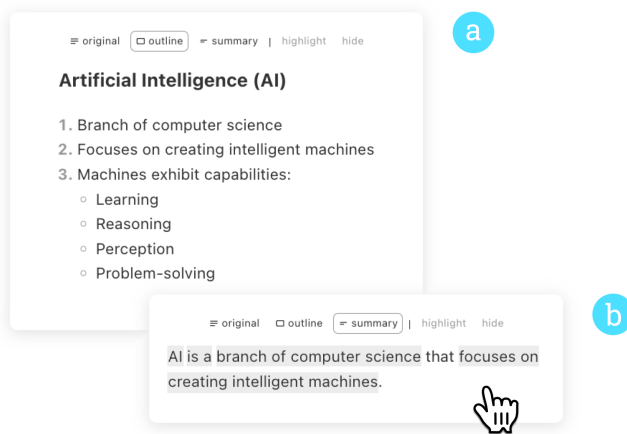 original outline summary | highlight hide
a
Artificial Intelligence (AI)
1. Branch of computer science
2. Focuses on creating intelligent machines
3. Machines exhibit capabilities:
Learning
Reasoning
Perception
Problem-solving
original outline summary | highlight hide
b
AI is a branch of computer science that focuses on
creating intelligent machines.